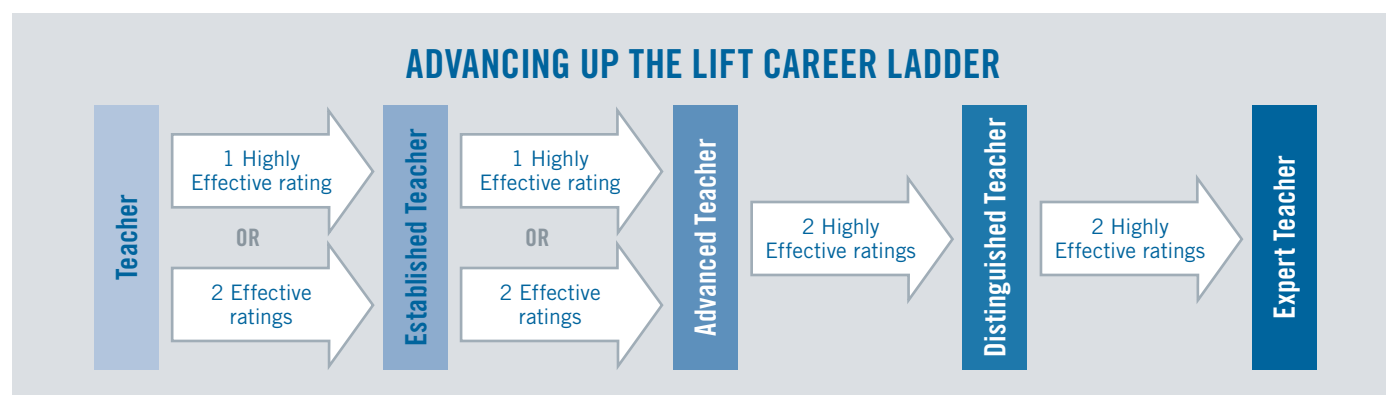 ADVANCING UP THE LIFT CAREER LADDER
Teacher
1 Highly
Effective rating
OR
2 Effective
ratings
Established Teacher
1 Highly
Effective rating
OR
2 Effective
ratings
Advanced Teacher
2 Highly
Effective ratings
Distinguished Teacher
2 Highly
Effective ratings
Expert Teacher